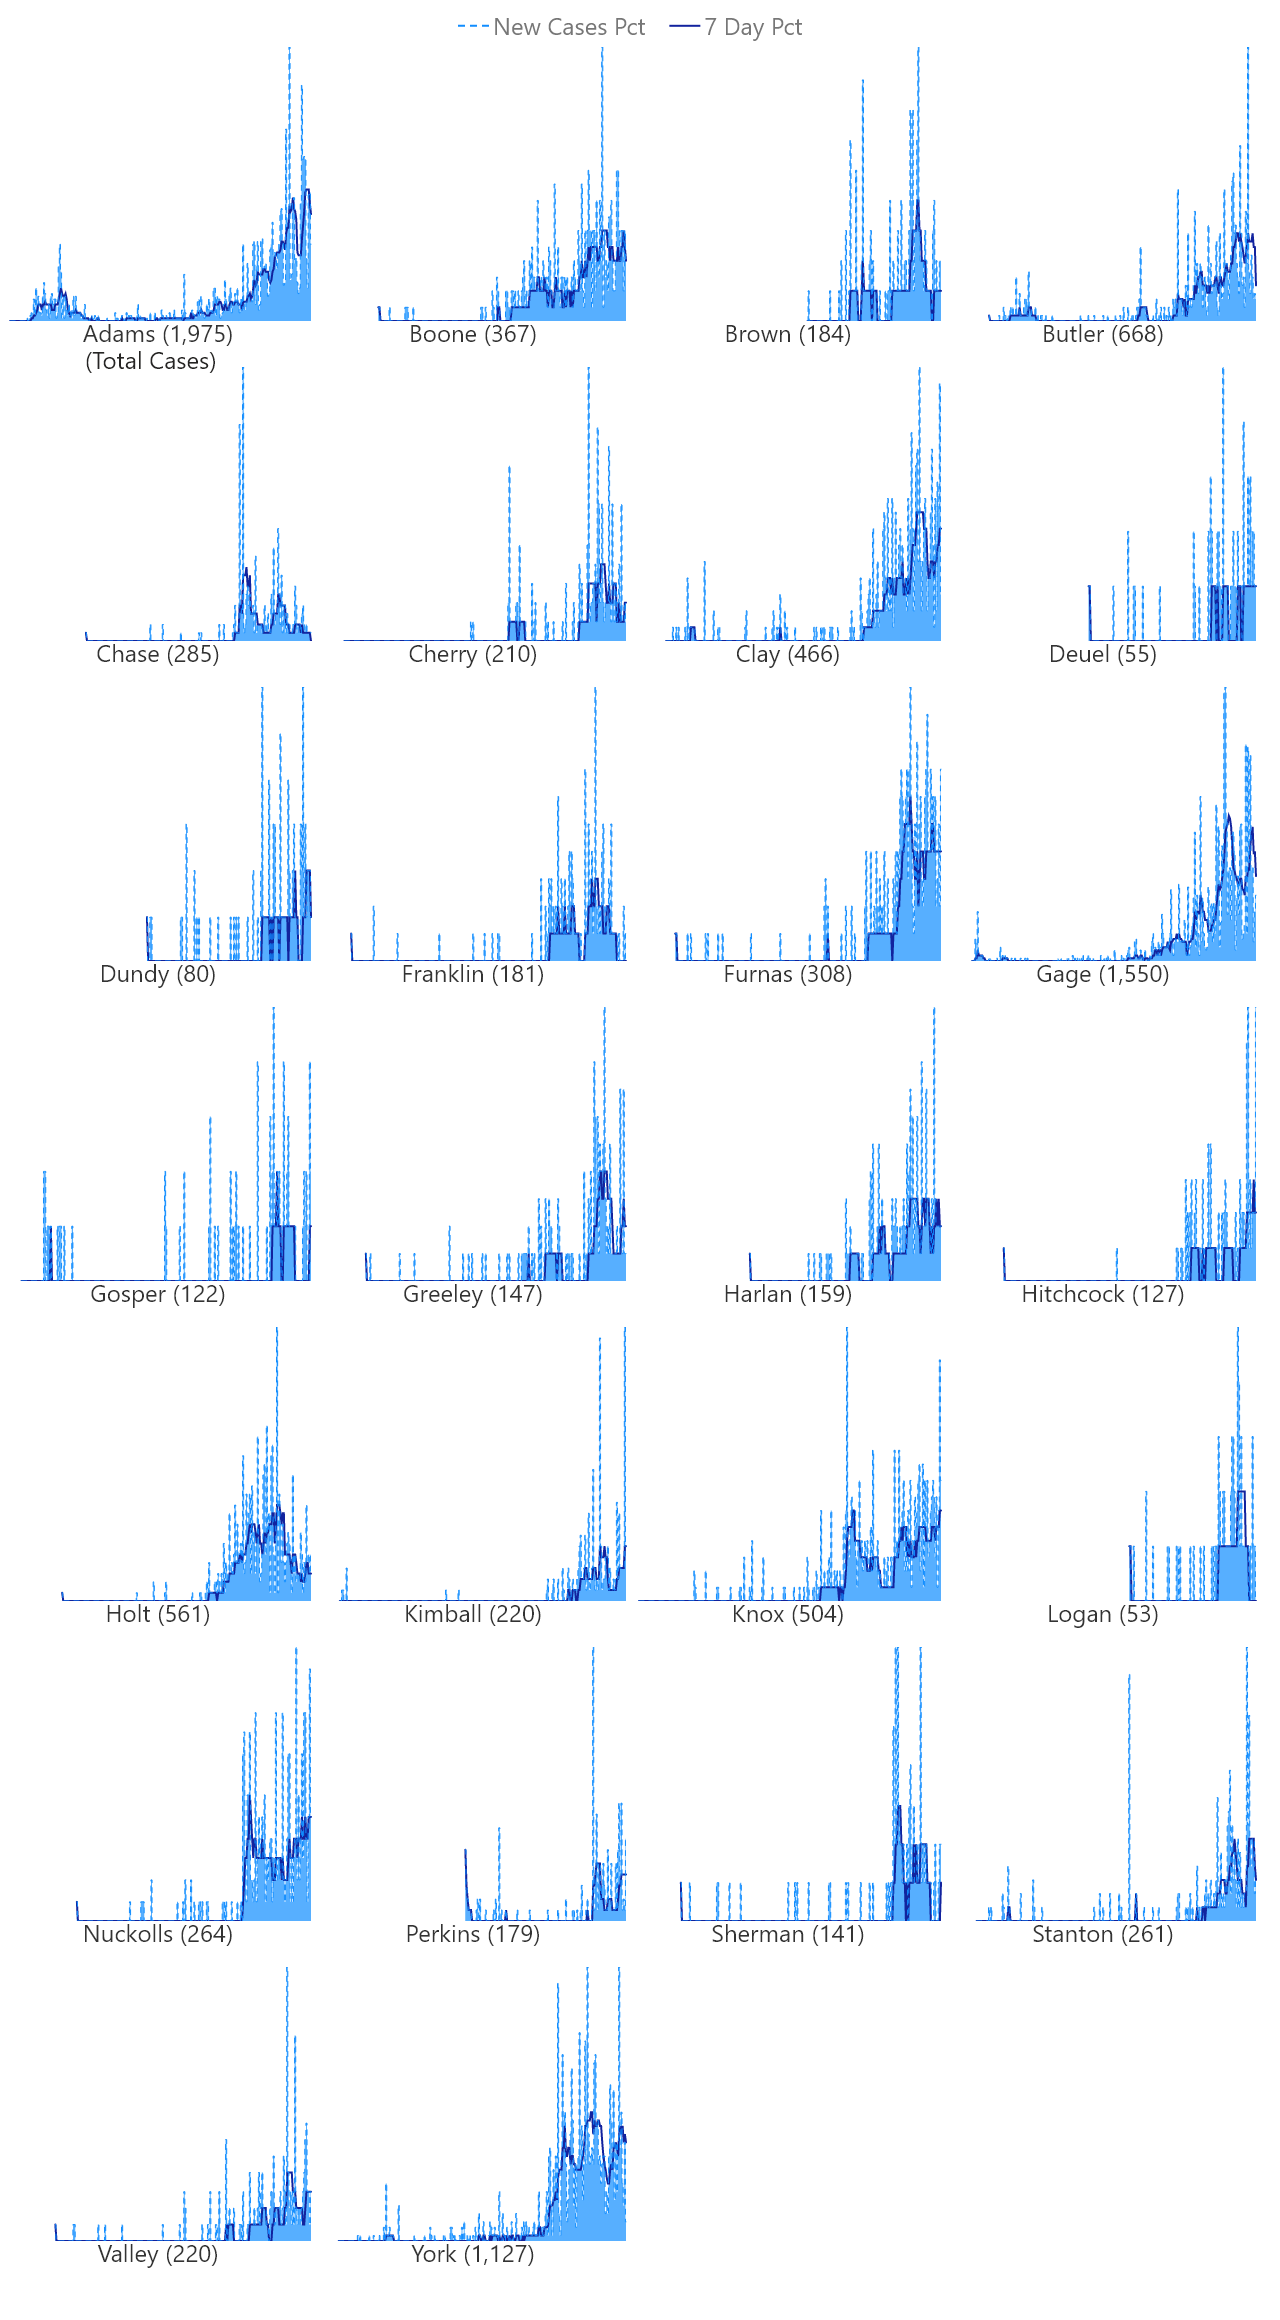 New Cases Pct 7 Day Pct
Adams (1,975) Boone (367) Brown (184) Butler (668)
(Total Cases)
Chase (285) Cherry (210) Clay (466) Deuel (55)
Dundy (80) Franklin (181) Furnas (308) Gage (1,550)
Gosper (122) Greeley (147) Harlan (159) Hitchcock (127)
Holt (561) Kimball (220) Knox (504) Logan (53)
Nuckolls (264) Perkins (179) Sherman (141) Stanton (261)
Valley (220) York (1,127)